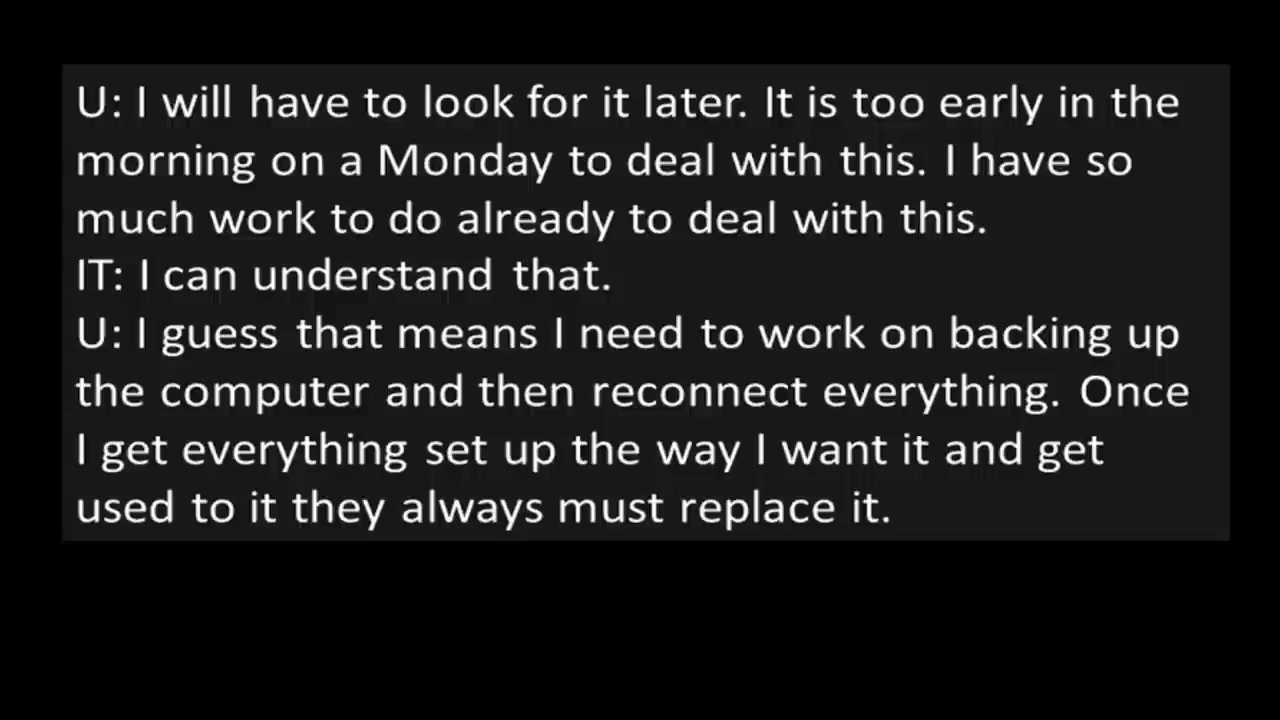 U: I will have to look for it later. It is too early in the
morning on a Monday to deal with this. I have so
much work to do already to deal with this.
IT: I can understand that.
U: I guess that means I need to work on backing up
the computer and then reconnect everything. Once
I get everything set up the way I want it and get
used to it they always must replace it.